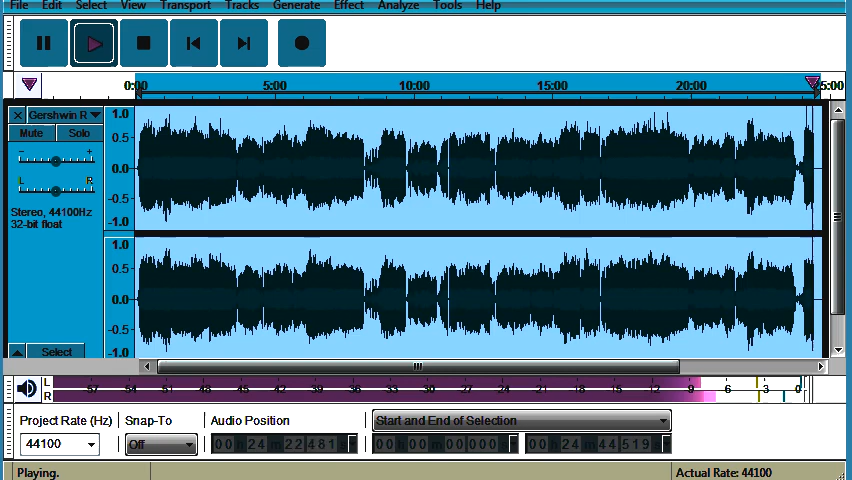 File Edit Select View Transport Tracks Generate Effect Analyze Tools Help
0:00 5:00 10:00 15:00 20:00 5:00
Gershwin R
Mute Solo
- +
L R
Stereo, 44100Hz
32-bit float
Select
1.0
0.5
0.0
-0.5
-1.0
1.0
0.5
0.0
-0.5
-1.0
L
R
-57 -54 -51 -48 -45 -42 -39 -36 -33 -30 -27 -24 -21 -18 -15 -12 -9 -6 -3 0
Project Rate (Hz) Snap-To Audio Position Start and End of Selection
44100 Off 00 h 24 m 22.481 s 00 h 00 m 00.000 s 00 h 24 m 44.519 s
Playing. Actual Rate: 44100